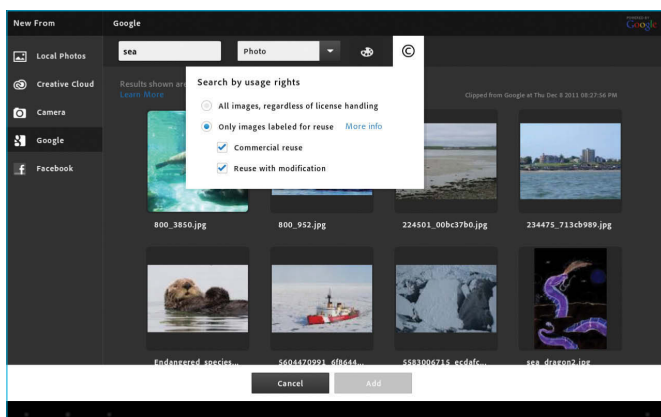 New From
Google
POWERED BY
Google
Local Photos
Creative Cloud
Camera
Google
Facebook
sea
Photo
©
Results shown are
Learn More
Clipped from Google at Thu Dec 8 2011 08:27:56 PM
Search by usage rights
All images, regardless of license handling
Only images labeled for reuse
More info
Commercial reuse
Reuse with modification
800_3850.jpg
800_952.jpg
224501_00bc37b0.jpg
234475_713cb989.jpg
Endangered_species...
5604470991_6f8644...
5583006715_ecdafc...
sea_dragon2.jpg
Cancel
Add